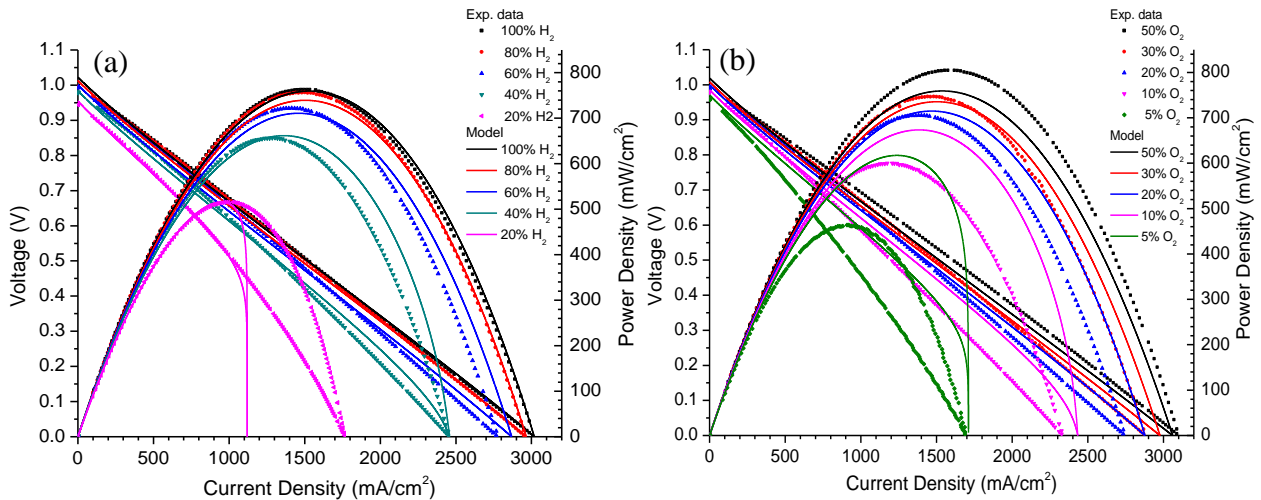 (a)
Exp. data
100% H2
80% H2
60% H2
40% H2
20% H2
Model
100% H2
80% H2
60% H2
40% H2
20% H2
1.1
1.0
0.9
0.8
0.7
0.6
0.5
0.4
0.3
0.2
0.1
0.0
Voltage (V)
0 500 1000 1500 2000 2500 3000
Current Density (mA/cm2)
800
700
600
500
400
300
200
100
0
Power Density (mW/cm2)
(b)
Exp. data
50% O2
30% O2
20% O2
10% O2
5% O2
Model
50% O2
30% O2
20% O2
10% O2
5% O2
1.1
1.0
0.9
0.8
0.7
0.6
0.5
0.4
0.3
0.2
0.1
0.0
Voltage (V)
0 500 1000 1500 2000 2500 3000
Current Density (mA/cm2)
800
700
600
500
400
300
200
100
0
Power Density (mW/cm2)